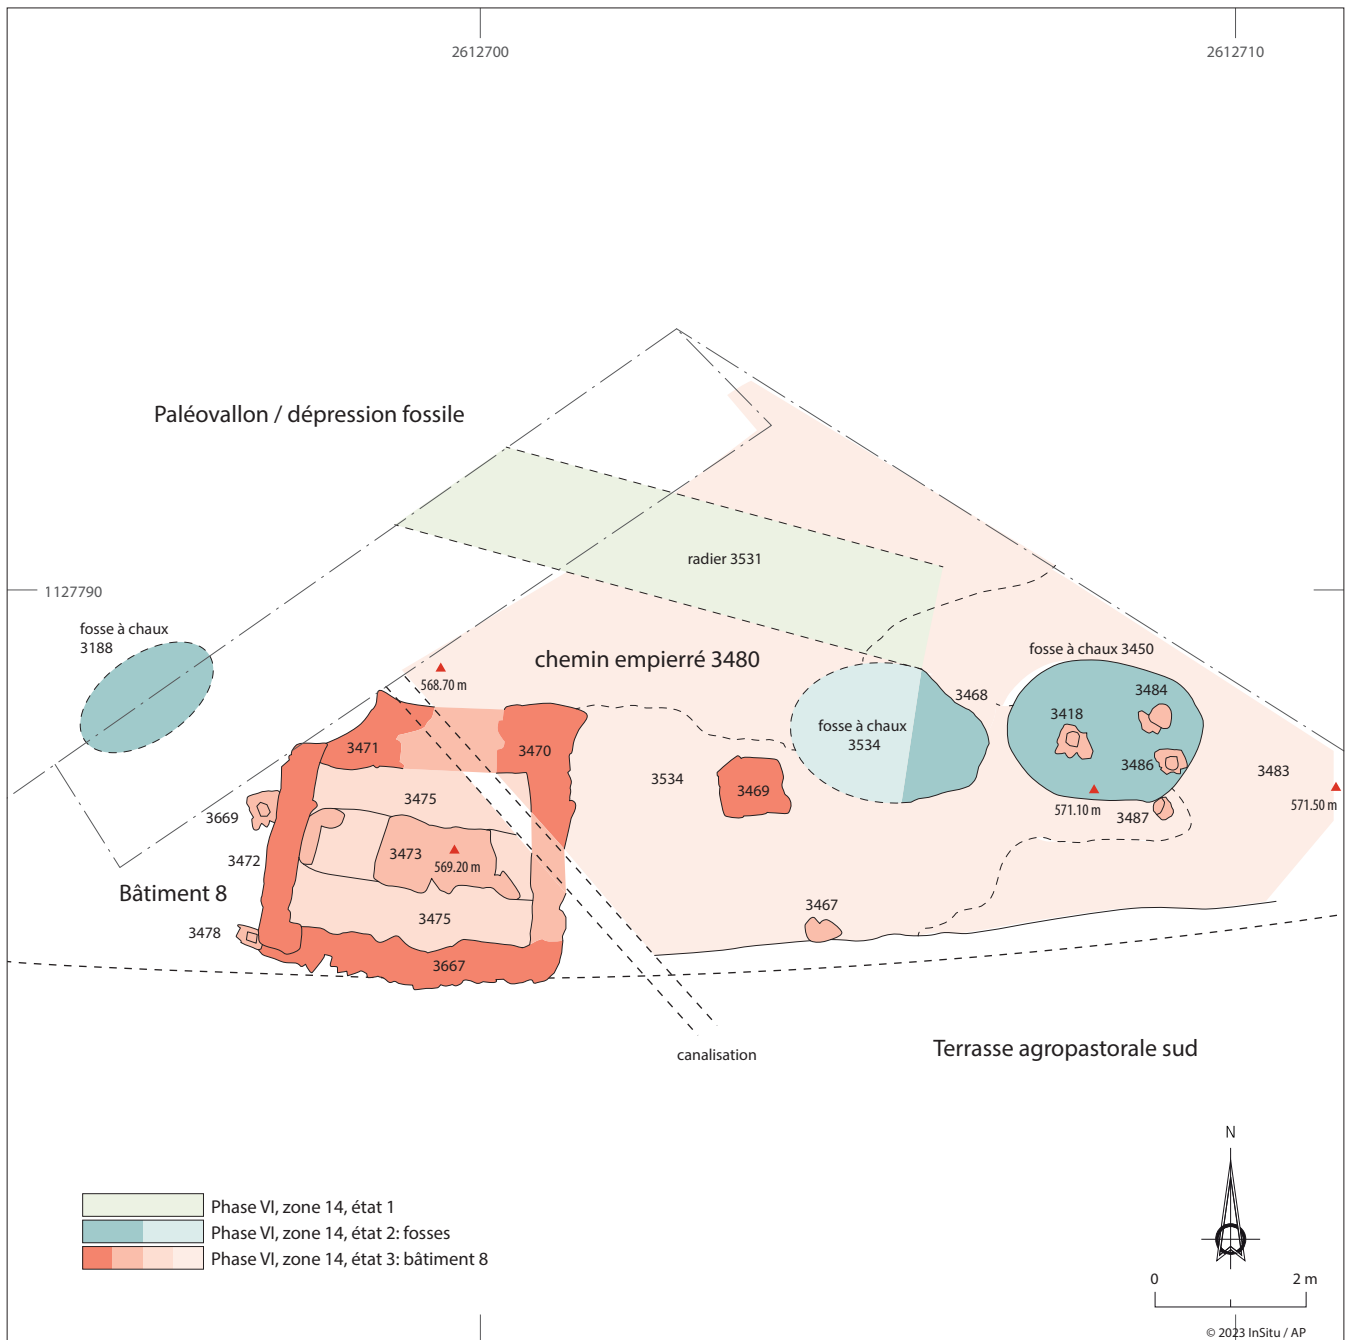 2612700
2612710
Paléovallon / dépression fossile
radier 3531
1127790
fosse à chaux
3188
chemin empierré 3480
fosse à chaux 3450
568.70 m
3468
3484
3418
fosse à chaux
3534
3471
3470
3486
3534
3483
3469
3475
571.10 m
571.50 m
3669
3487
3473
3472
569.20 m
Bâtiment 8
3467
3475
3478
3667
Terrasse agropastorale sud
canalisation
N
Phase VI, zone 14, état 1
Phase VI, zone 14, état 2: fosses
Phase VI, zone 14, état 3: bâtiment 8
0
2 m
© 2023 InSitu / AP